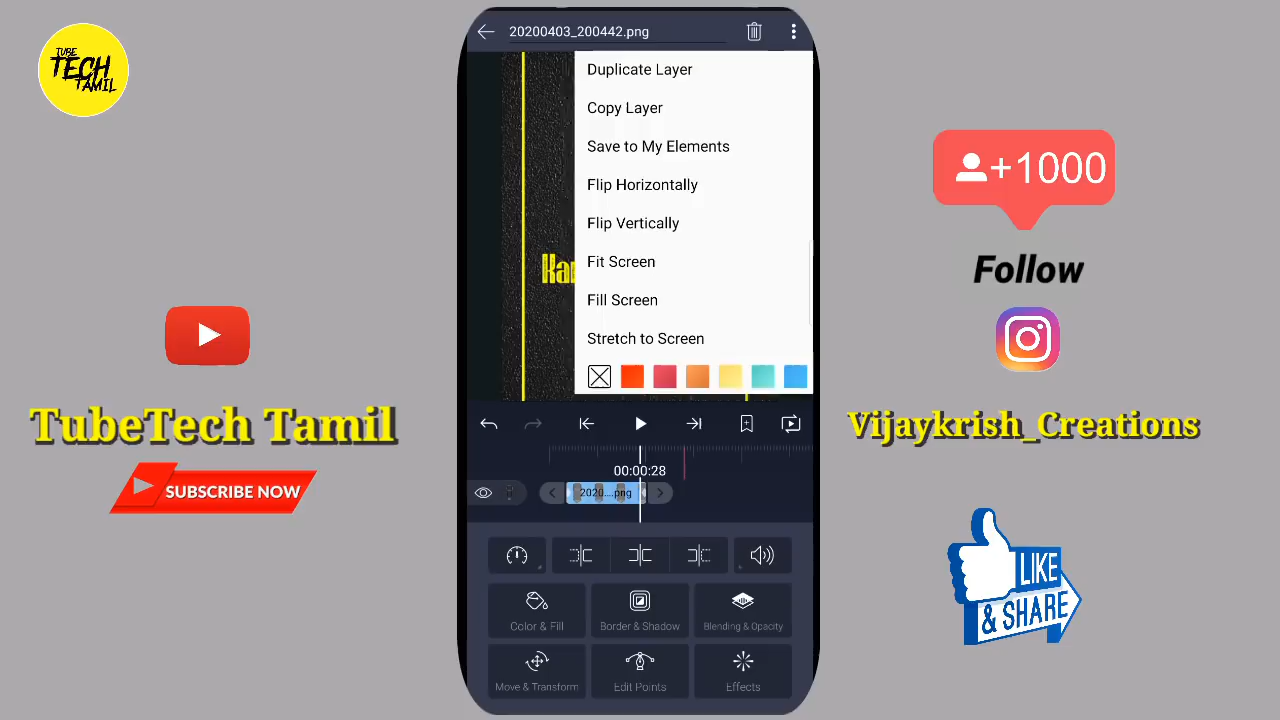 TUBE
TECH
TAMIL
TubeTech Tamil
SUBSCRIBE NOW
20200403_200442.png
Duplicate Layer
Copy Layer
Save to My Elements
Flip Horizontally
Flip Vertically
Fit Screen
Fill Screen
Stretch to Screen
00:00:28
2020....png
Color & Fill
Border & Shadow
Blending & Opacity
Move & Transform
Edit Points
Effects
+1000
Follow
Vijaykrish_Creations
LIKE
& SHARE